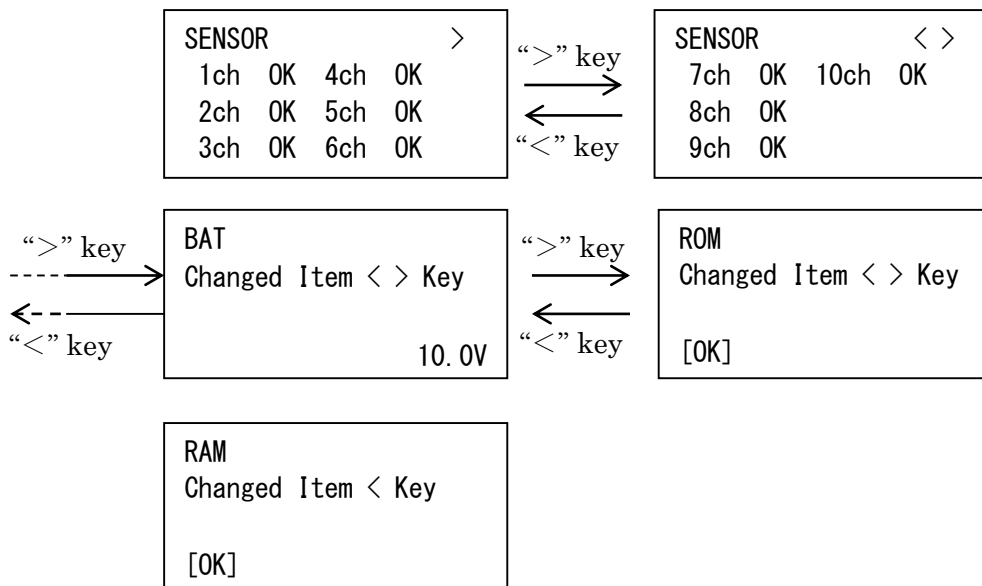 SENSOR >
1ch OK 4ch OK
2ch OK 5ch OK
3ch OK 6ch OK
“>” key
“<” key
SENSOR < >
7ch OK 10ch OK
8ch OK
9ch OK
“>” key
“<” key
BAT
Changed Item < > Key
10.0V
“>” key
“<” key
ROM
Changed Item < > Key
[OK]
RAM
Changed Item < Key
[OK]